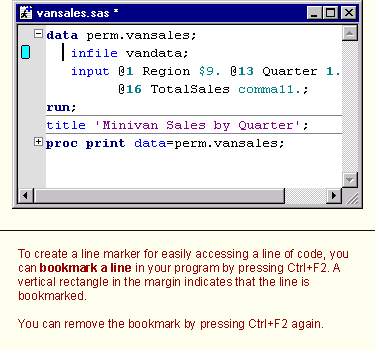 vansales.sas *
data perm.vansales;
infile vandata;
input @1 Region $9. @13 Quarter 1.
@16 TotalSales comma11.;
run;
title 'Minivan Sales by Quarter';
proc print data=perm.vansales;
To create a line marker for easily accessing a line of code, you
can bookmark a line in your program by pressing Ctrl+F2. A
vertical rectangle in the margin indicates that the line is
bookmarked.
You can remove the bookmark by pressing Ctrl+F2 again.